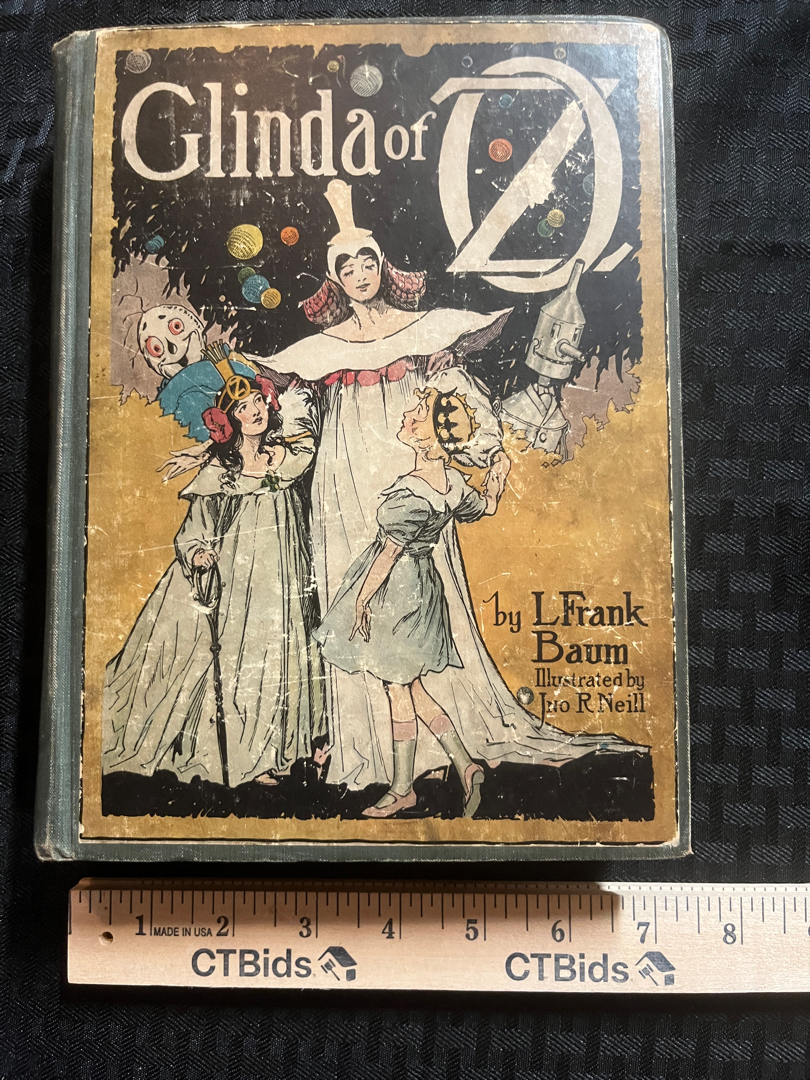 Glinda of OZ
OZ
by L. Frank
Baum
Illustrated by
Jno R. Neill
1 MADE IN USA 2 3 4 5 6 7 8
CTBids CTBids